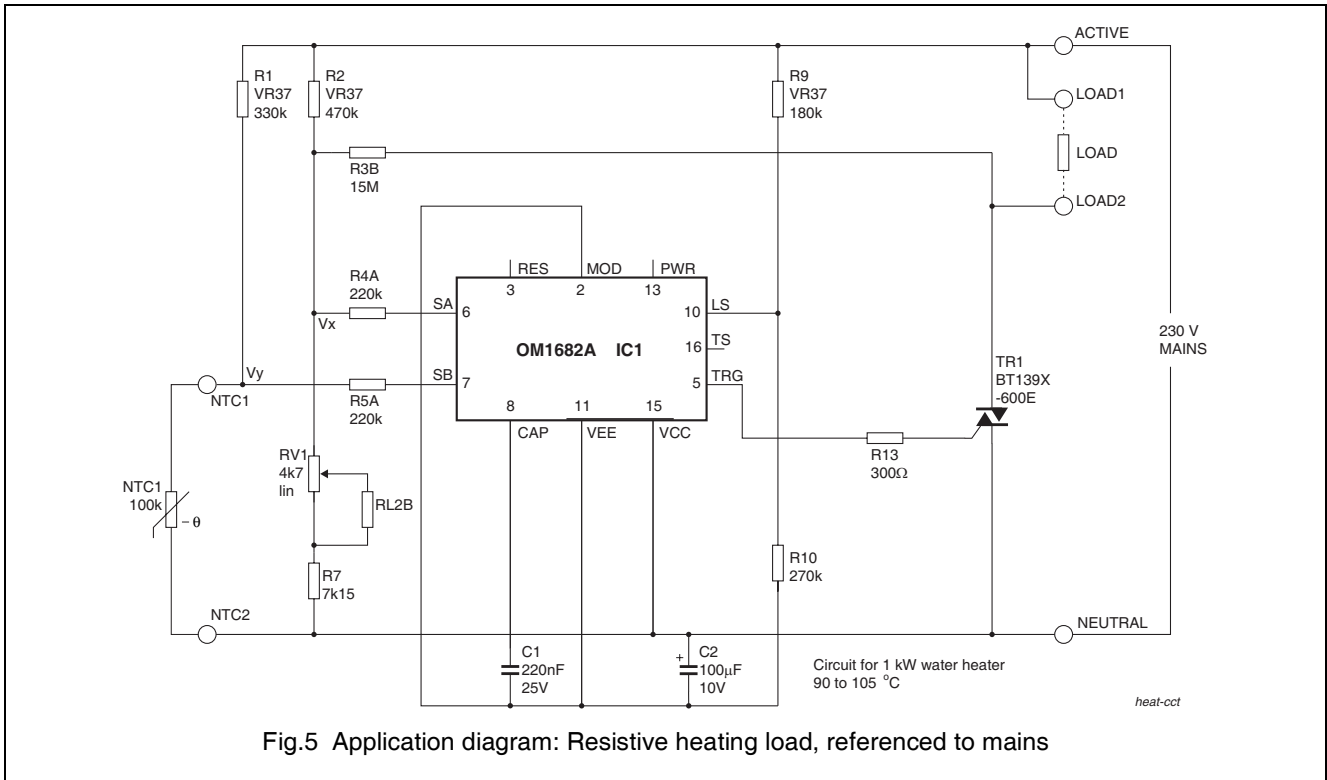 ACTIVE
R1
VR37
330k
R2
VR37
470k
R9
VR37
180k
LOAD1
LOAD
LOAD2
R3B
15M
RES
MOD
PWR
3
2
13
R4A
220k
SA
6
10
LS
Vx
16
TS
OM1682A IC1
230 V
MAINS
Vy
SB
7
5
TRG
TR1
BT139X
-600E
NTC1
R5A
220k
8
11
15
CAP
VEE
VCC
R13
300Ω
RV1
4k7
lin
RL2B
NTC1
100k
– θ
R10
270k
R7
7k15
NTC2
NEUTRAL
C1
220nF
25V
+
C2
100µF
10V
Circuit for 1 kW water heater
90 to 105 °C
heat-cct
Fig.5 Application diagram: Resistive heating load, referenced to mains